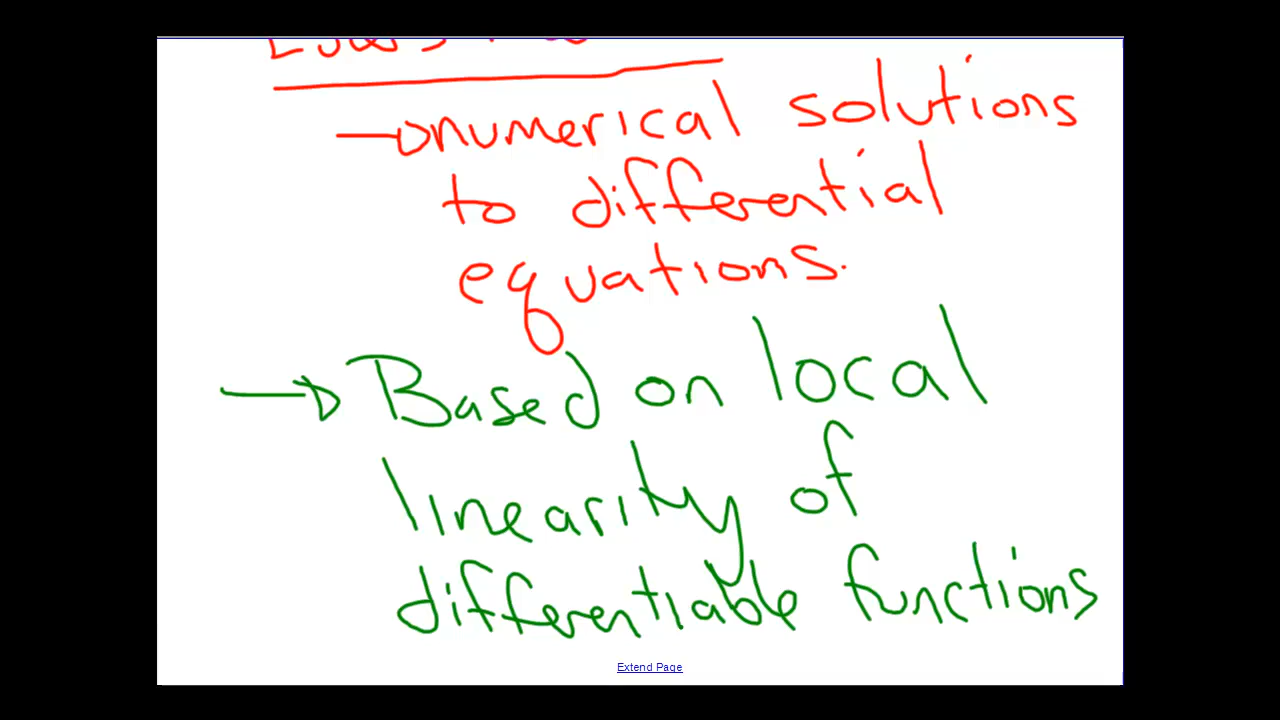 → numerical solutions
to differential
equations.
→ Based on local
linearity of
differentiable functions
Extend Page